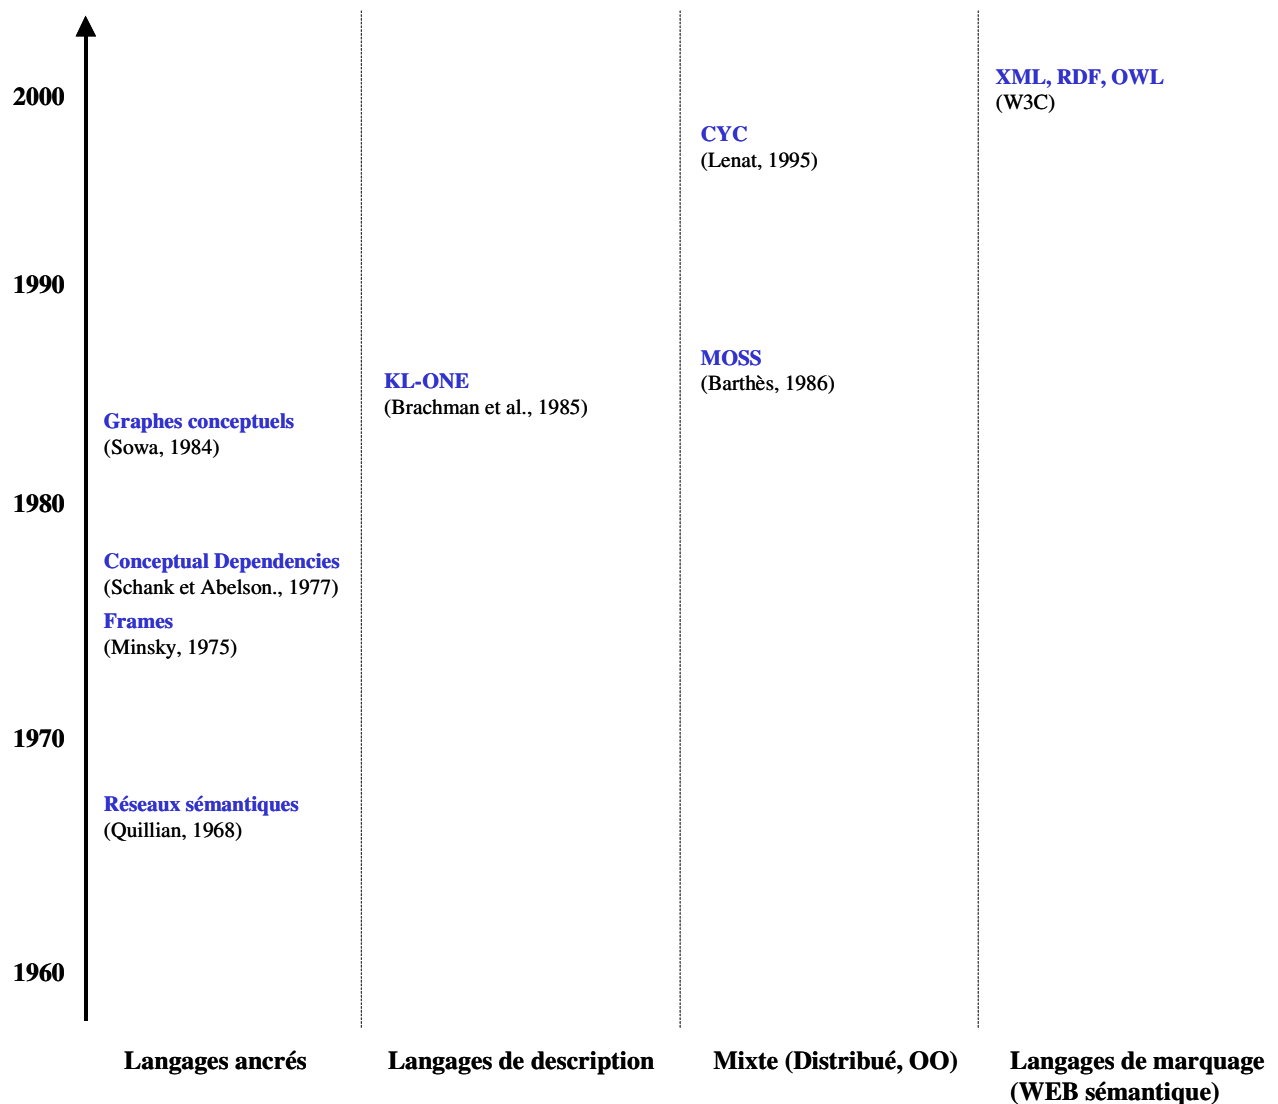 2000
XML, RDF, OWL
(W3C)
CYC
(Lenat, 1995)
1990
MOSS
(Barthès, 1986)
KL-ONE
(Brachman et al., 1985)
Graphes conceptuels
(Sowa, 1984)
1980
Conceptual Dependencies
(Schank et Abelson., 1977)
Frames
(Minsky, 1975)
1970
Réseaux sémantiques
(Quillian, 1968)
1960
Langages ancrés
Langages de description
Mixte (Distribué, OO)
Langages de marquage
(WEB sémantique)